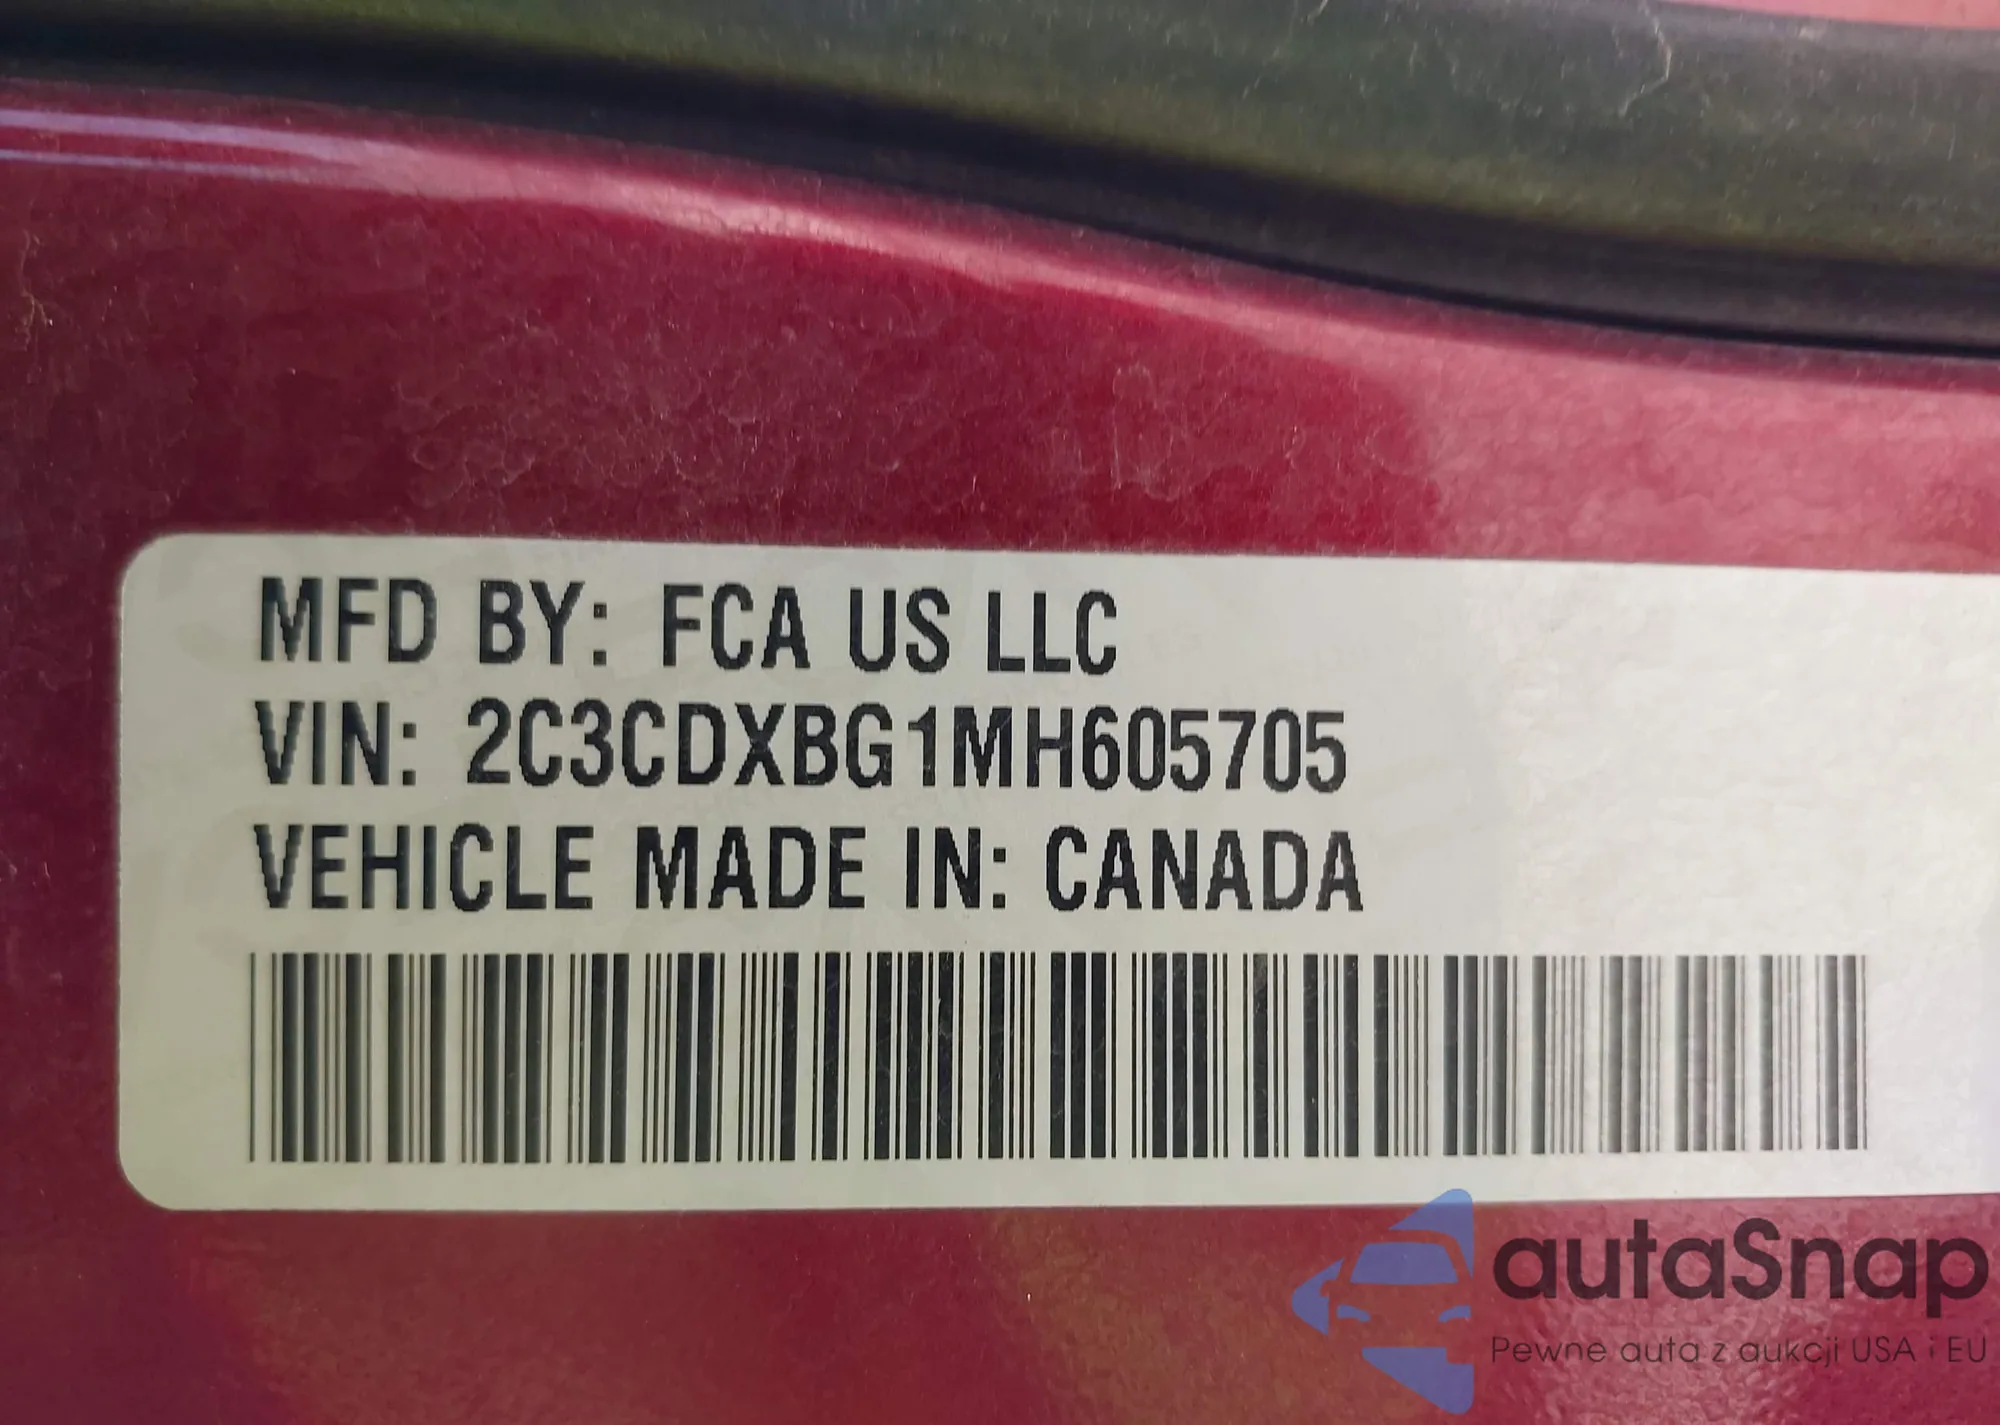 MFD BY: FCA US LLC
VIN: 2C3CDXBG1MH605705
VEHICLE MADE IN: CANADA
autaSnap
Pewne auta z aukcji USA i EU